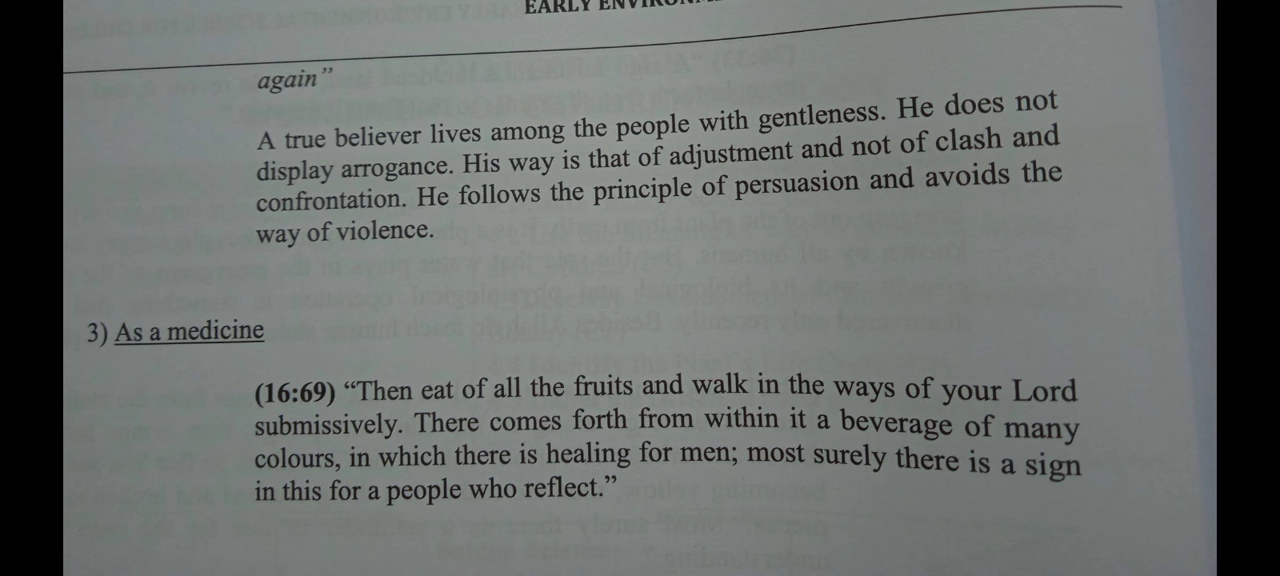 EARLY
again”
A true believer lives among the people with gentleness. He does not
display arrogance. His way is that of adjustment and not of clash and
confrontation. He follows the principle of persuasion and avoids the
way of violence.
3) As a medicine
(16:69) “Then eat of all the fruits and walk in the ways of your Lord
submissively. There comes forth from within it a beverage of many
colours, in which there is healing for men; most surely there is a sign
in this for a people who reflect.”